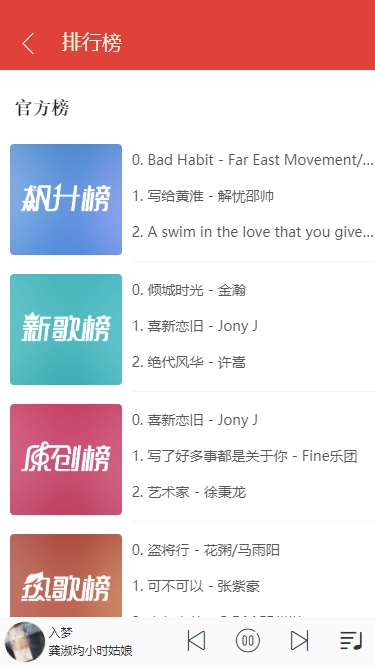 排行榜
官方榜
飙升榜
0. Bad Habit - Far East Movement/...
1. 写给黄淮 - 解忧邵帅
2. A swim in the love that you give...
新歌榜
0. 倾城时光 - 金瀚
1. 喜新恋旧 - Jony J
2. 绝代风华 - 许嵩
原创榜
0. 喜新恋旧 - Jony J
1. 写了好多事都是关于你 - Fine乐团
2. 艺术家 - 徐秉龙
热歌榜
0. 盗将行 - 花粥/马雨阳
1. 可不可以 - 张紫豪
入梦
龚淑均小时姑娘